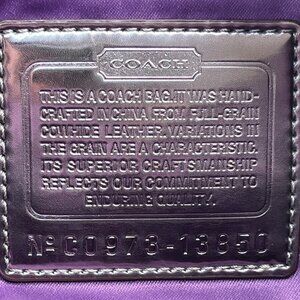 COACH
THIS IS A COACH BAG.IT WAS HAND-
CRAFTED IN CHINA FROM FULL-GRAIN
COWHIDE LEATHER. VARIATIONS IN
THE GRAIN ARE A CHARACTERISTIC.
ITS SUPERIOR CRAFTSMANSHIP
REFLECTS OUR COMMITMENT TO
ENDURING QUALITY.
Nº C0973-13850